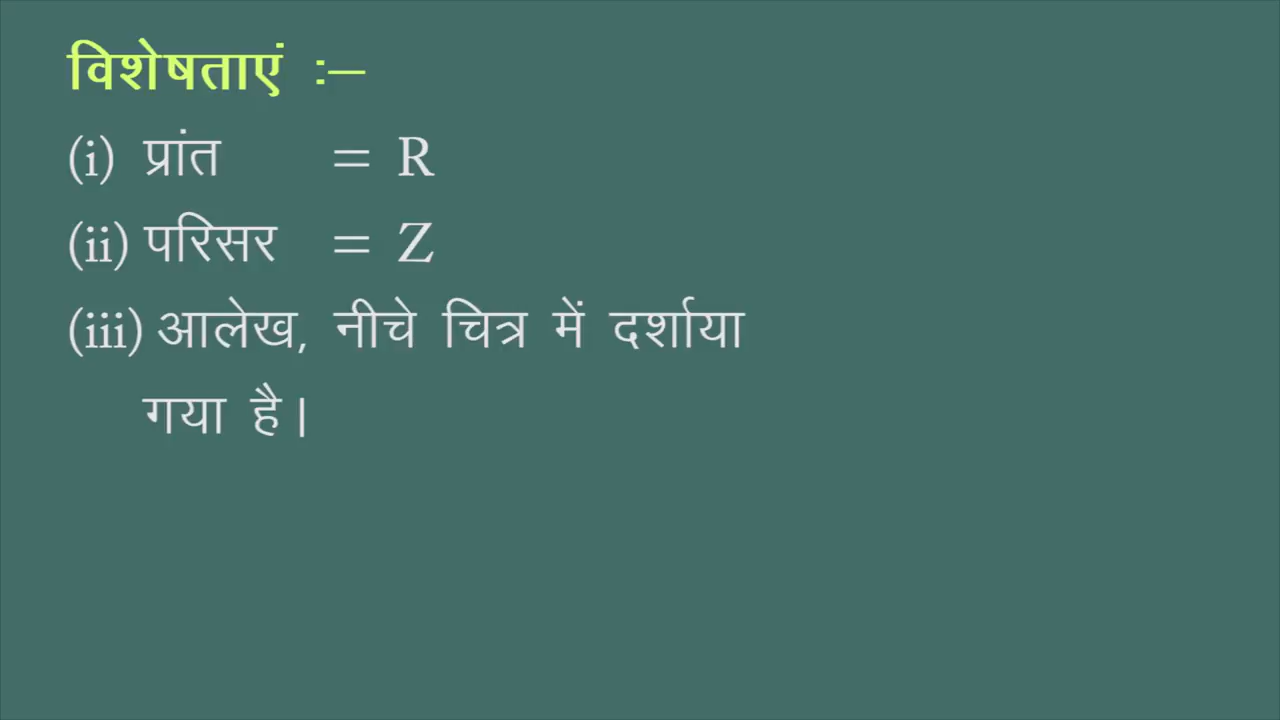 विशेषताएं :–
(i) प्रांत = R
(ii) परिसर = Z
(iii) आलेख, नीचे चित्र में दर्शाया
गया है।